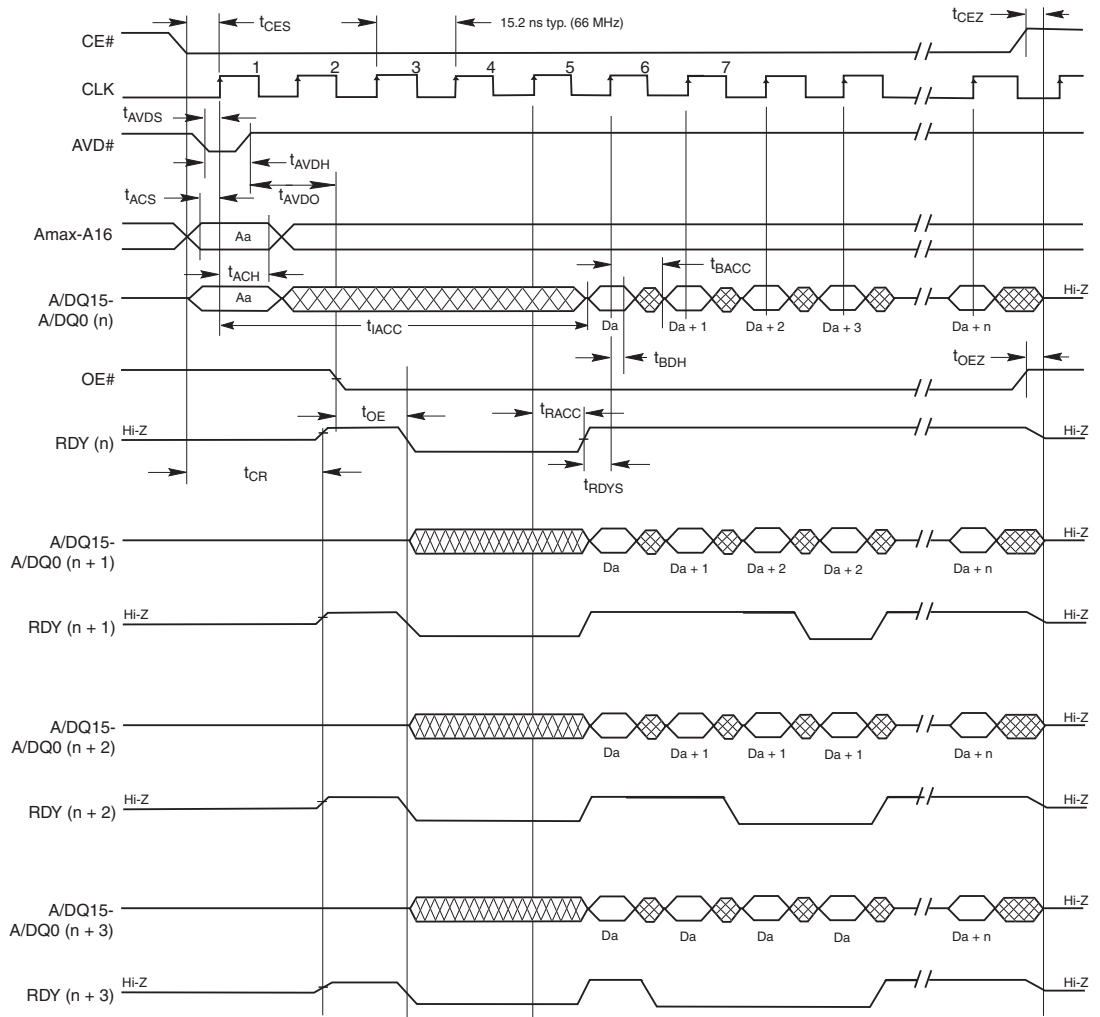 tCES
15.2 ns typ. (66 MHz)
tCEZ
CE#
1 2 3 4 5 6 7
CLK
tAVDS
AVD#
tAVDH
tACS
tAVDO
Amax-A16
Aa
tACH
tBACC
A/DQ15-
A/DQ0 (n)
Aa
Hi-Z
tIACC
Da
Da + 1
Da + 2
Da + 3
Da + n
tBDH
tOEZ
OE#
tOE
tRACC
RDY (n)
Hi-Z
Hi-Z
tCR
tRDYS
A/DQ15-
A/DQ0 (n + 1)
Hi-Z
Da
Da + 1
Da + 2
Da + 2
Da + n
RDY (n + 1)
Hi-Z
Hi-Z
A/DQ15-
A/DQ0 (n + 2)
Hi-Z
Da
Da + 1
Da + 1
Da + 1
Da + n
RDY (n + 2)
Hi-Z
Hi-Z
A/DQ15-
A/DQ0 (n + 3)
Hi-Z
Da
Da
Da
Da
Da + n
RDY (n + 3)
Hi-Z
Hi-Z